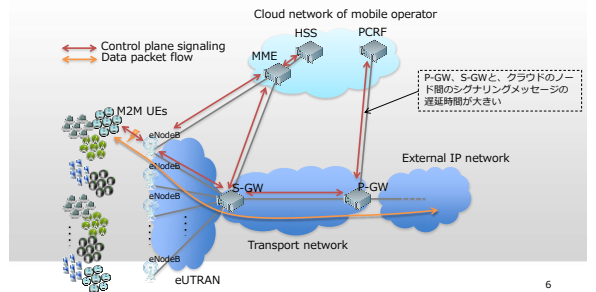 Cloud network of mobile operator
HSS
PCRF
MME
Control plane signaling
Data packet flow
P-GW、S-GWと、クラウドのノー
ド間のシグナリングメッセージの
遅延時間が大きい
M2M UEs
eNodeB
eNodeB
External IP network
eNodeB
S-GW
P-GW
eNodeB
Transport network
eNodeB
eUTRAN
6